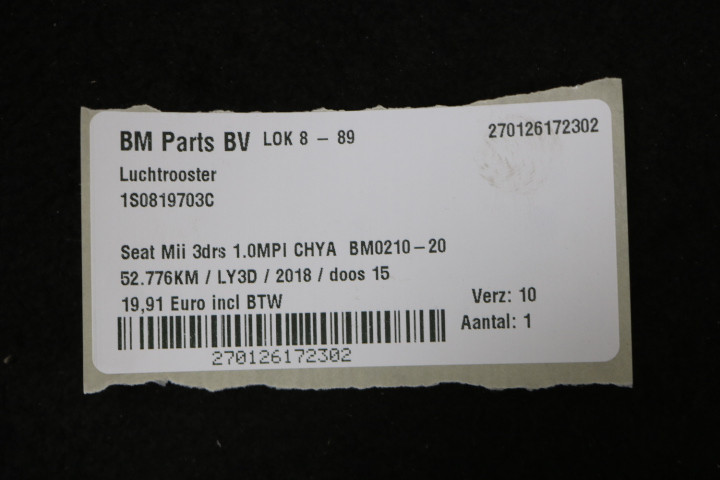 BM Parts BV LOK 8 - 89 270126172302
Luchtrooster
1S0819703C
Seat Mii 3drs 1.0MPI CHYA BM0210-20
52.776KM / LY3D / 2018 / doos 15
19,91 Euro incl BTW Verz: 10
Aantal: 1
270126172302